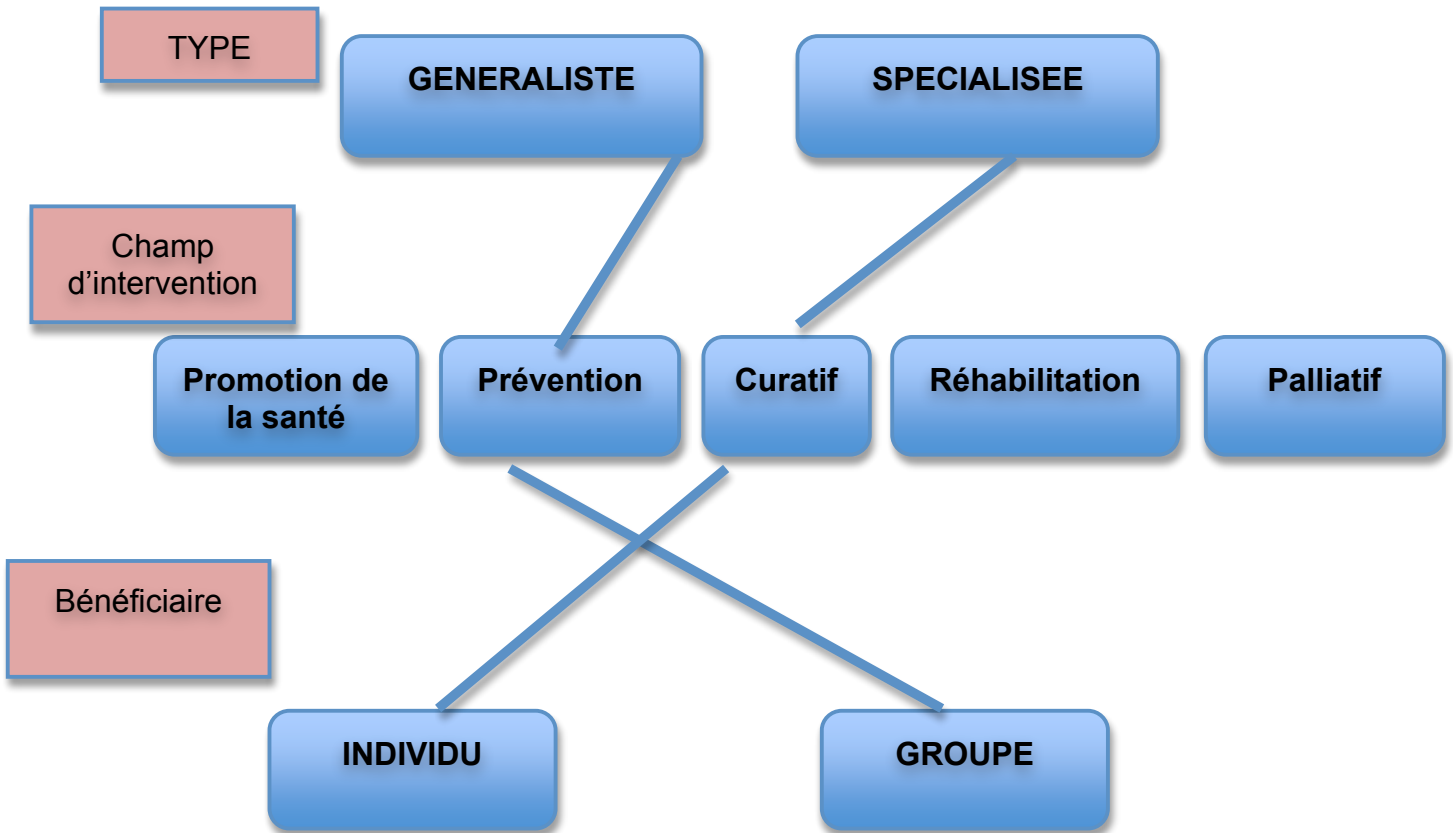 TYPE
GENERALISTE
SPECIALISEE
Champ
d’intervention
Promotion de
la santé
Prévention
Curatif
Réhabilitation
Palliatif
Bénéficiaire
INDIVIDU
GROUPE